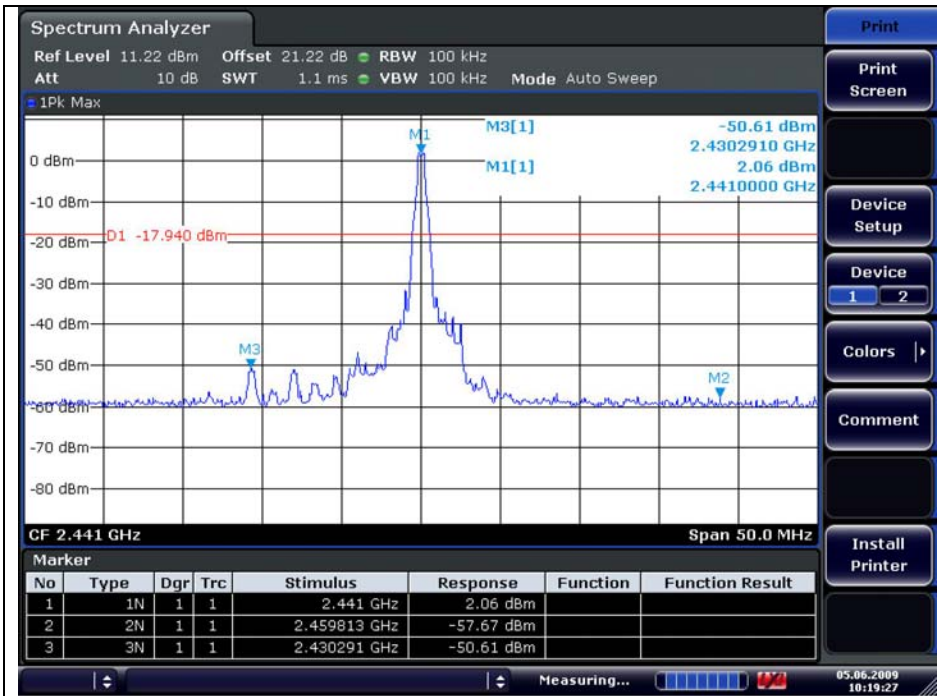 Spectrum Analyzer
Ref Level 11.22 dBm Offset 21.22 dB RBW 100 kHz
Att 10 dB SWT 1.1 ms VBW 100 kHz Mode Auto Sweep
1Pk Max
M1
M3[1] -50.61 dBm
2.4302910 GHz
M1[1] 2.06 dBm
2.4410000 GHz
0 dBm
-10 dBm
D1 -17.940 dBm
-20 dBm
-30 dBm
-40 dBm
M3
-50 dBm
M2
-60 dBm
-70 dBm
-80 dBm
CF 2.441 GHz Span 50.0 MHz
Marker
No Type Dgr Trc Stimulus Response Function Function Result
1 1N 1 1 2.441 GHz 2.06 dBm
2 2N 1 1 2.459813 GHz -57.67 dBm
3 3N 1 1 2.430291 GHz -50.61 dBm
Measuring...
05.06.2009
10:19:27
Print
Print
Screen
Device
Setup
Device
1 2
Colors
Comment
Install
Printer